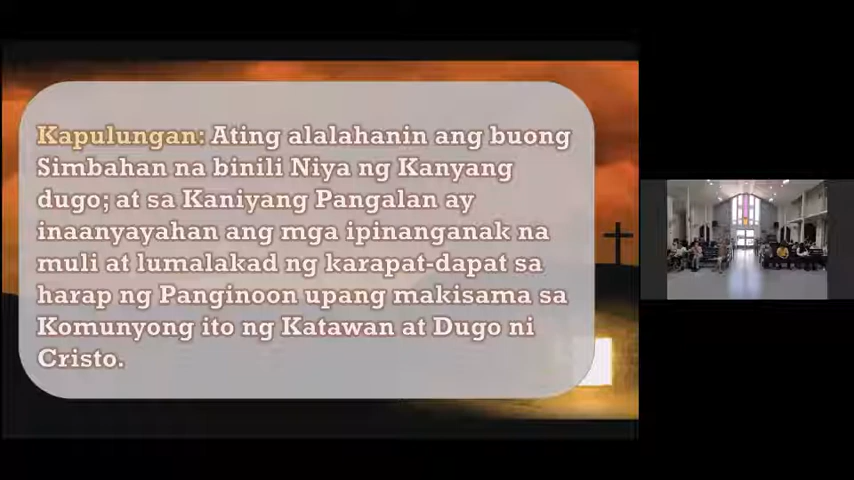 Kapulungan: Ating alalahanin ang buong
Simbahan na binili Niya ng Kanyang
dugo; at sa Kaniyang Pangalan ay
inaanyayahan ang mga ipinanganak na
muli at lumalakad ng karapat-dapat sa
harap ng Panginoon upang makisama sa
Komunyong ito ng Katawan at Dugo ni
Cristo.